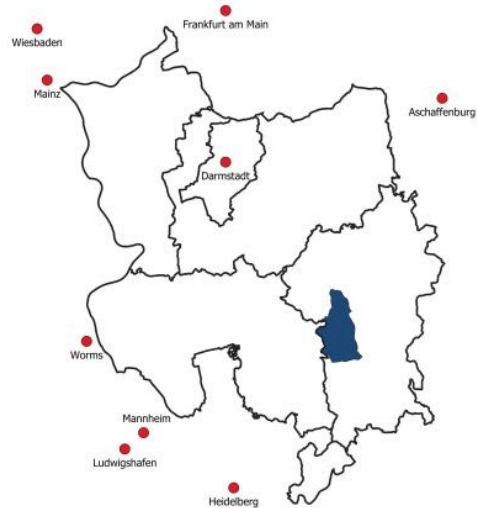 Frankfurt am Main
Wiesbaden
Mainz
Aschaffenburg
Darmstadt
Worms
Mannheim
Ludwigshafen
Heidelberg